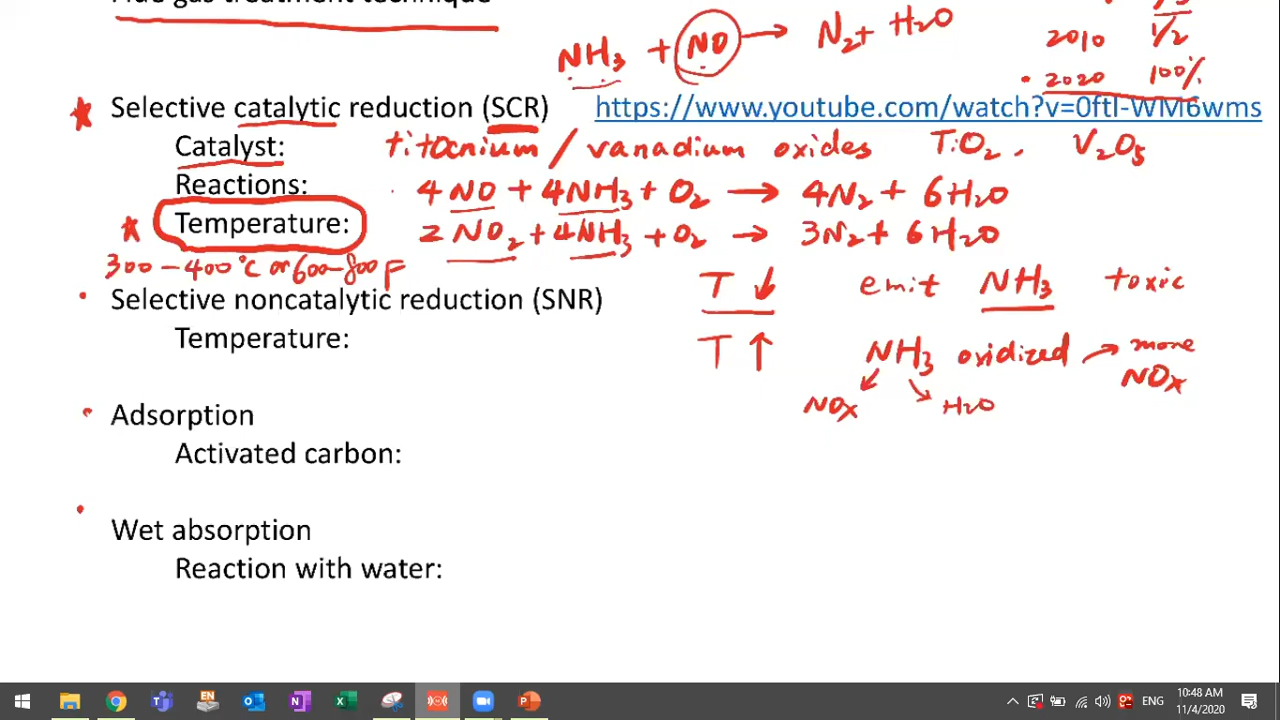 Flue gas treatment technique
NH3 + NO → N2 + H2O
2010 1/2
2020 100%
Selective catalytic reduction (SCR) https://www.youtube.com/watch?v=0ftI-WM6wms
Catalyst: titocnium / vanadium oxides TiO2. V2O5
Reactions: 4NO + 4NH3 + O2 → 4N2 + 6H2O
Temperature: 2NO2 + 4NH3 + O2 → 3N2 + 6H2O
300-400°C or 600-800F
T ↓ emit NH3 toxic
Selective noncatalytic reduction (SNR)
Temperature:
T ↑ NH3 oxidized → more NOx
NOx H2O
Adsorption
Activated carbon:
Wet absorption
Reaction with water:
EN
ENG
10:48 AM
11/4/2020